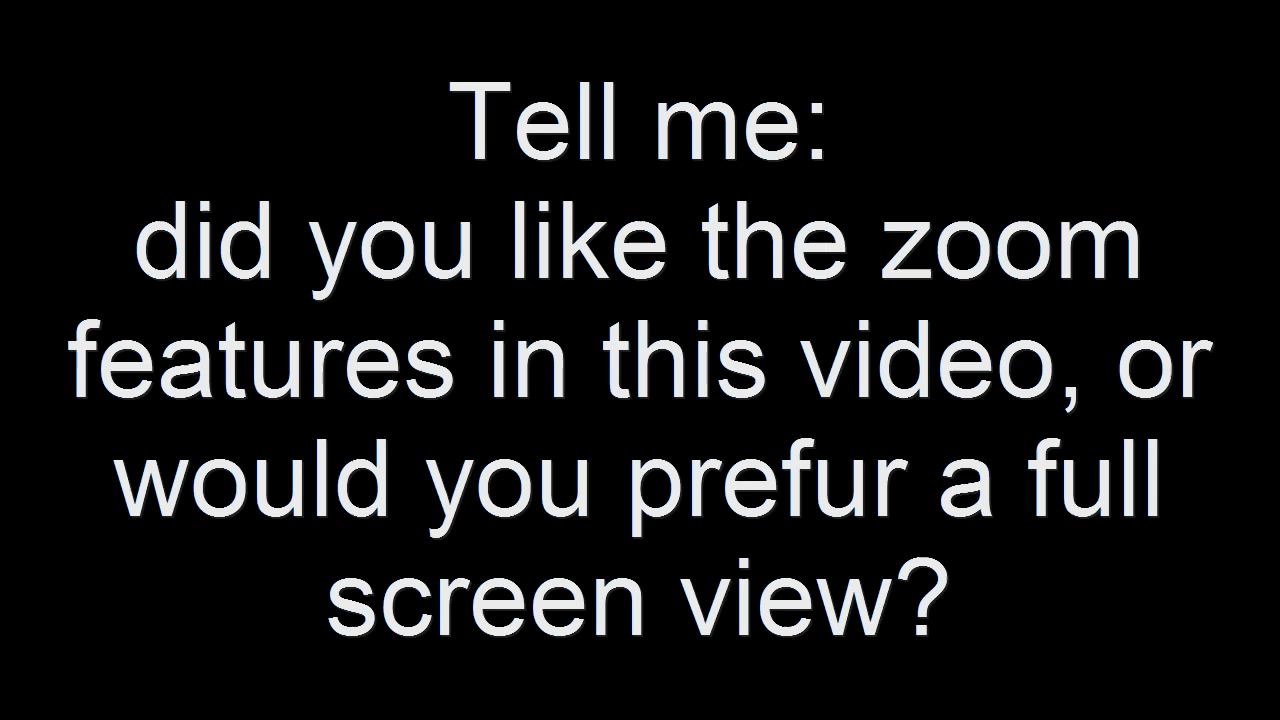 Tell me:
did you like the zoom
features in this video, or
would you prefur a full
screen view?